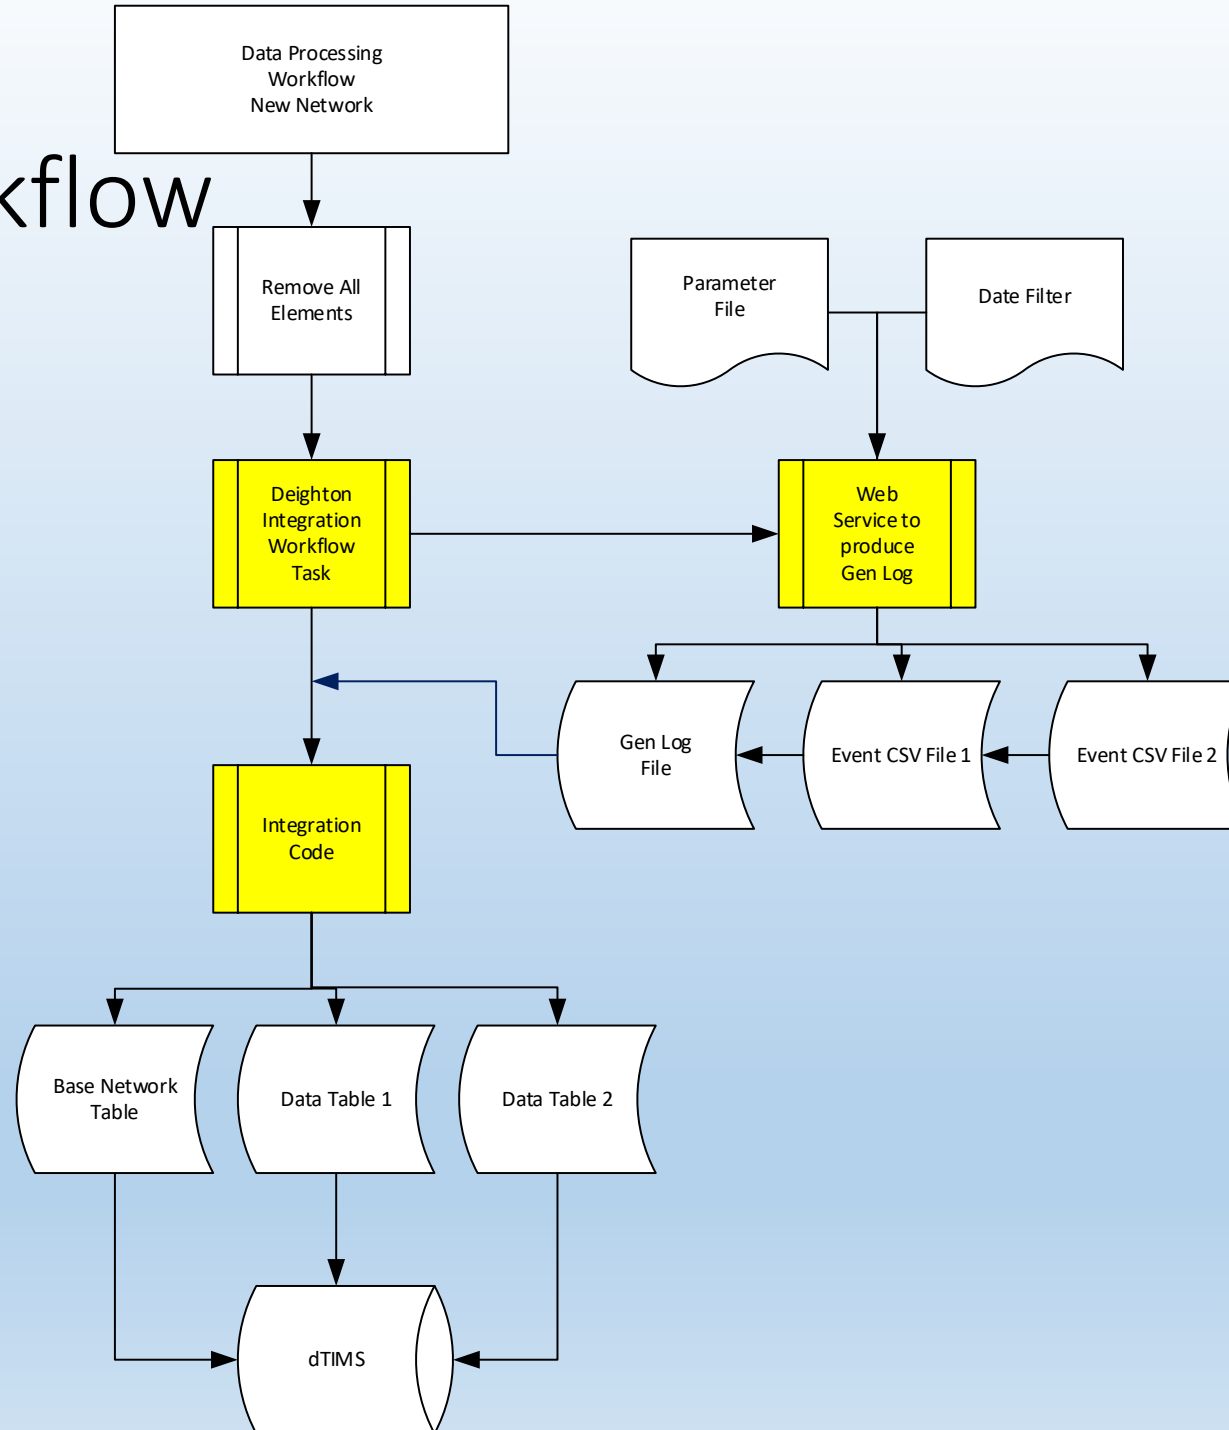 Data Processing
Workflow
New Network
kflow
Remove All
Elements
Parameter
File
Date Filter
Deighton
Integration
Workflow
Task
Web
Service to
produce
Gen Log
Gen Log
File
Event CSV File 1
Event CSV File 2
Integration
Code
Base Network
Table
Data Table 1
Data Table 2
dTIMS